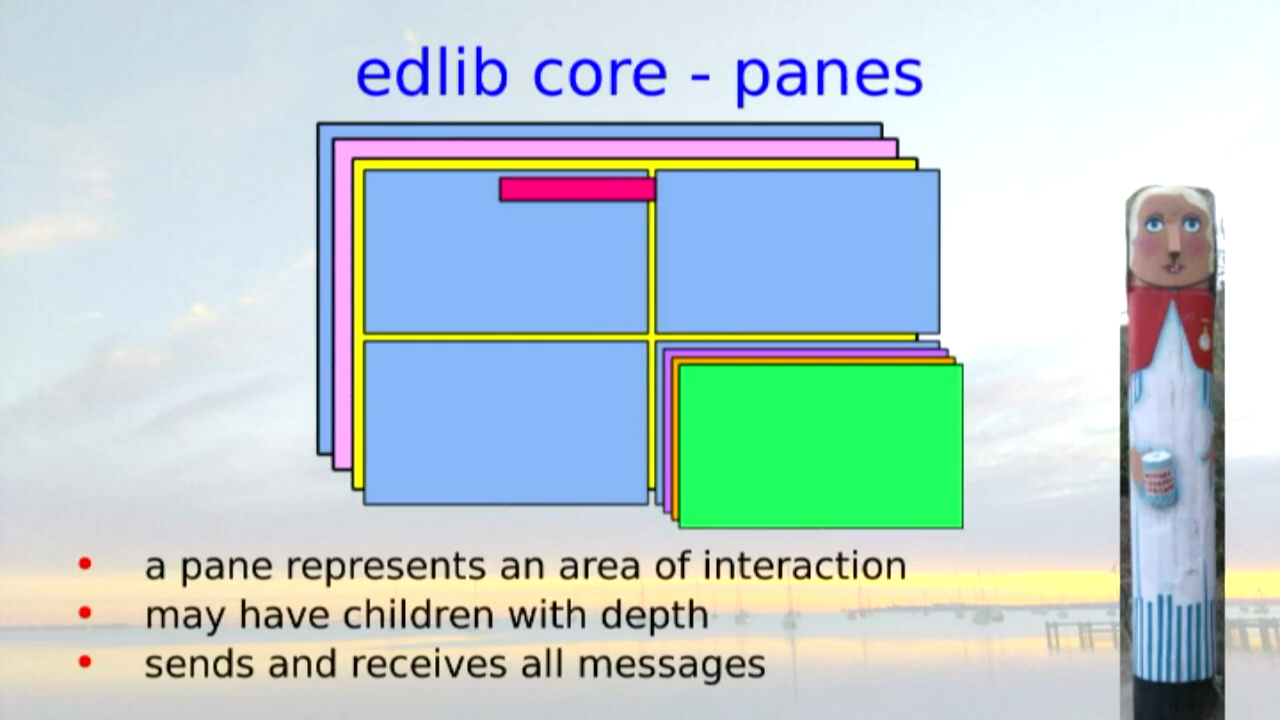 edlib core - panes
a pane represents an area of interaction
may have children with depth
sends and receives all messages